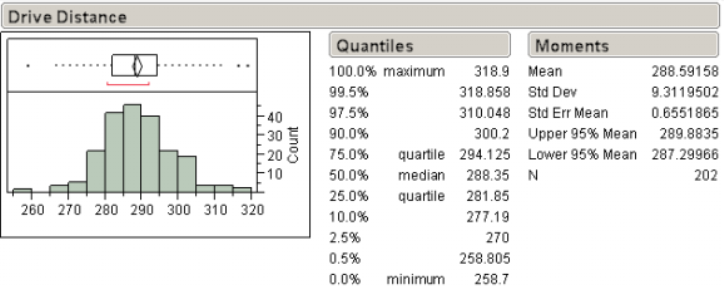 Drive Distance
40
30
20
10
Count
260 270 280 290 300 310 320
Quantiles
100.0% maximum 318.9
99.5% 318.858
97.5% 310.048
90.0% 300.2
75.0% quartile 294.125
50.0% median 288.35
25.0% quartile 281.85
10.0% 277.19
2.5% 270
0.5% 258.805
0.0% minimum 258.7
Moments
Mean 288.59158
Std Dev 9.3119502
Std Err Mean 0.6551865
Upper 95% Mean 289.8835
Lower 95% Mean 287.29966
N 202